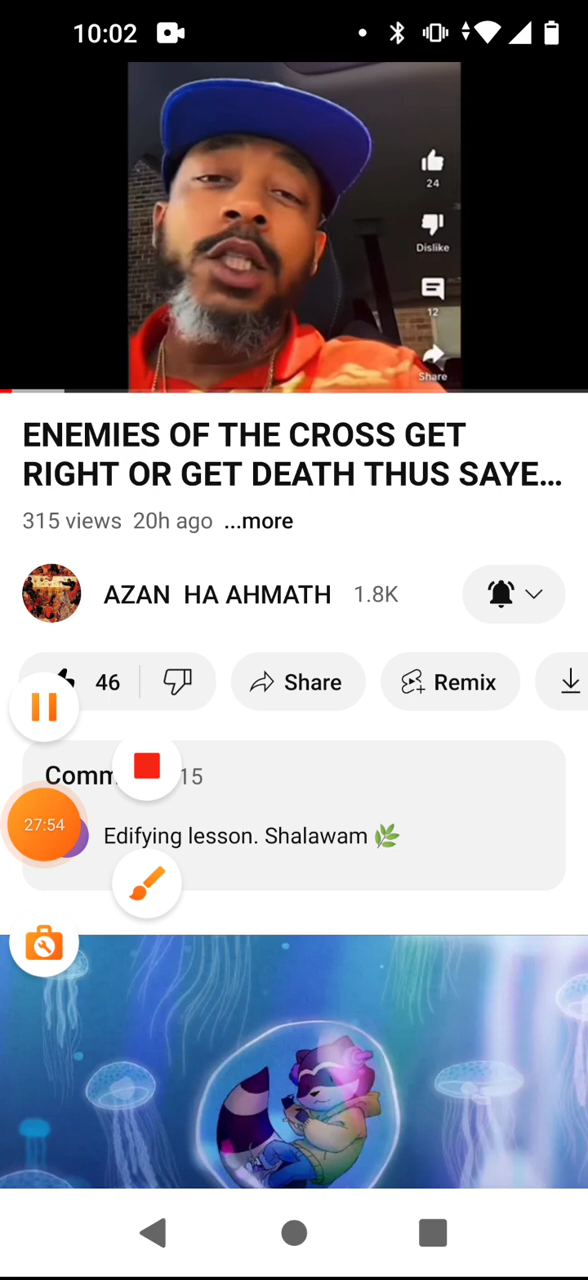 10:02
24
Dislike
12
Share
ENEMIES OF THE CROSS GET
RIGHT OR GET DEATH THUS SAYE...
315 views 20h ago ...more
AZAN HA AHMATH 1.8K
46 Share Remix
15
27:54
Edifying lesson. Shalawam 🌿